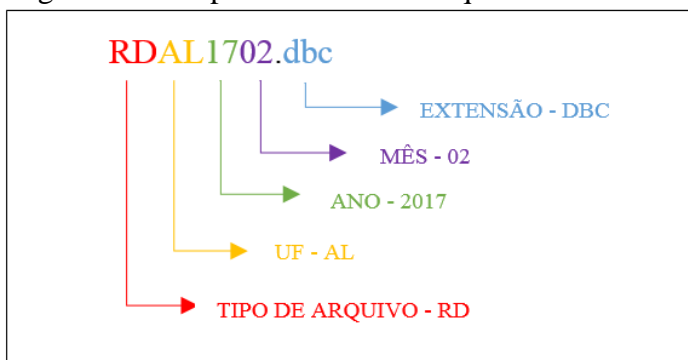 RDAL1702.dbc
EXTENSÃO - DBC
MÊS - 02
ANO - 2017
UF - AL
TIPO DE ARQUIVO - RD